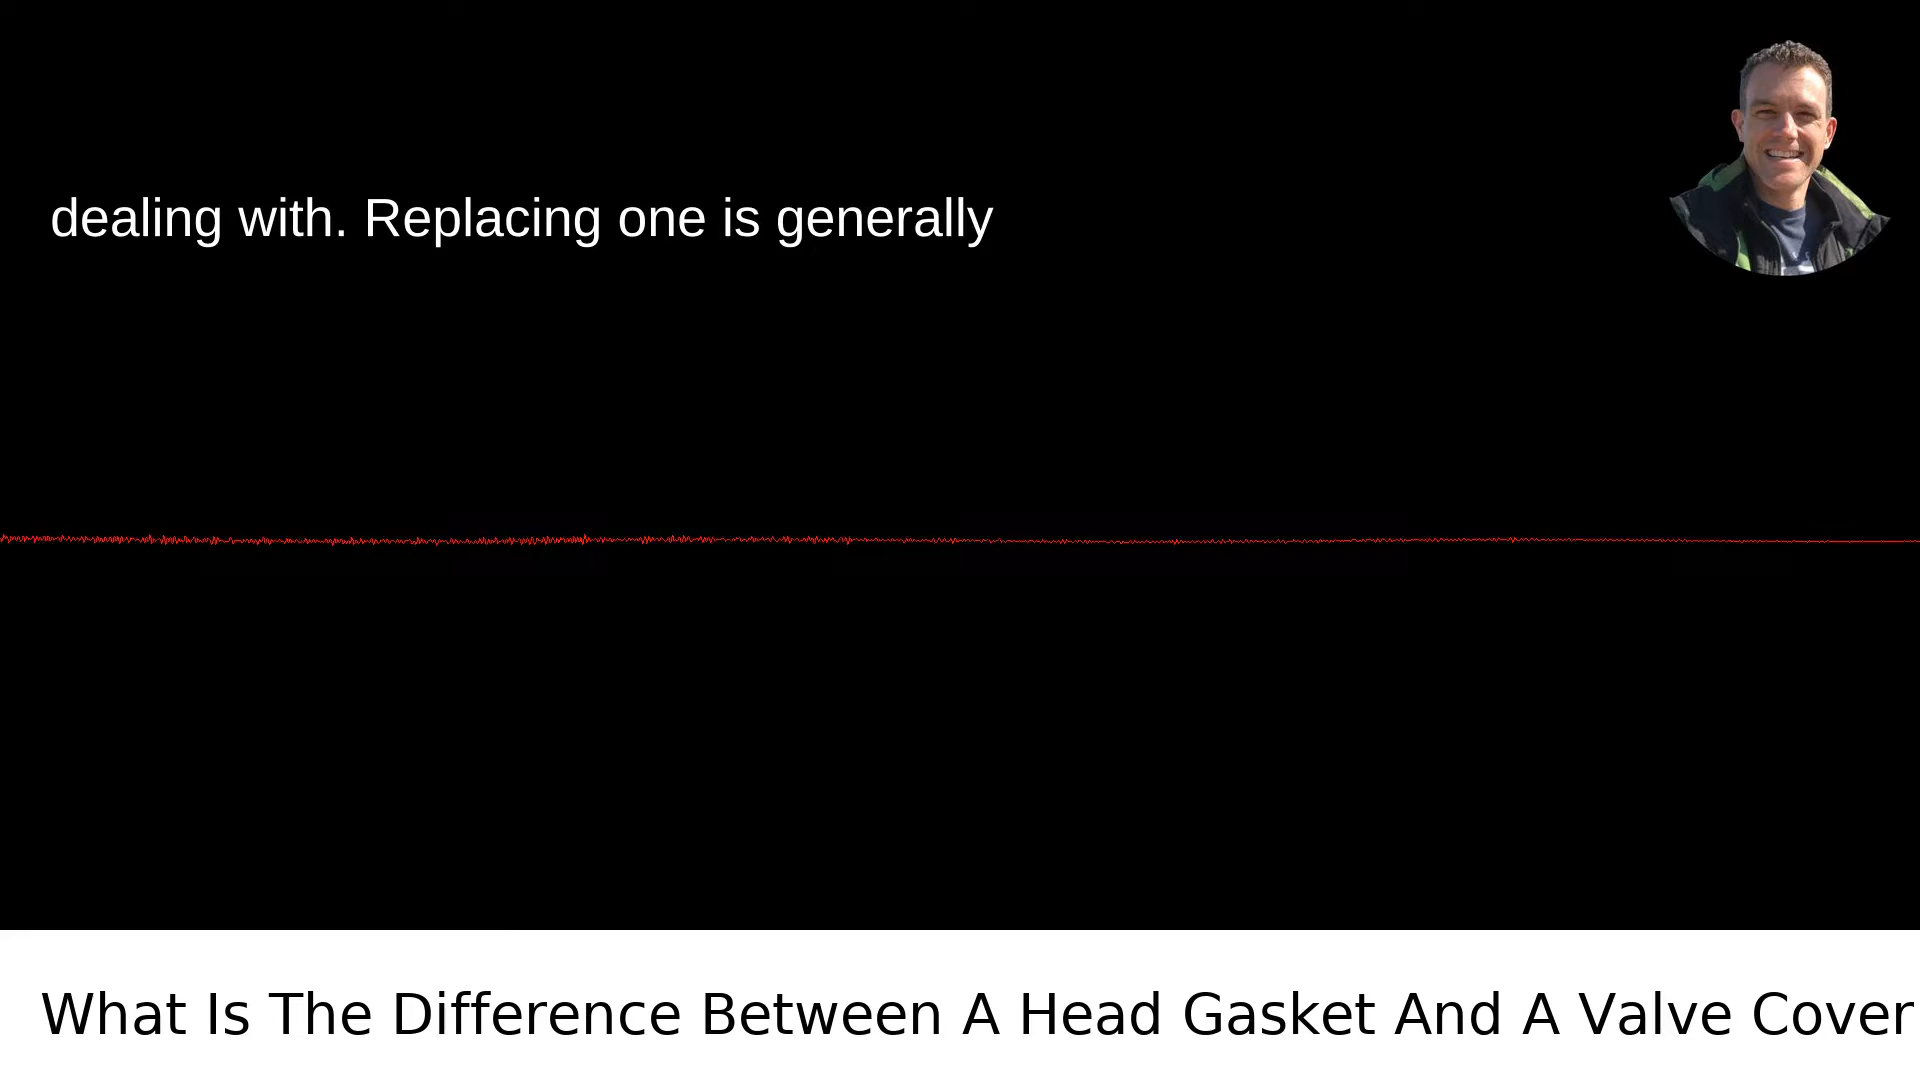 dealing with. Replacing one is generally
What Is The Difference Between A Head Gasket And A Valve Cover